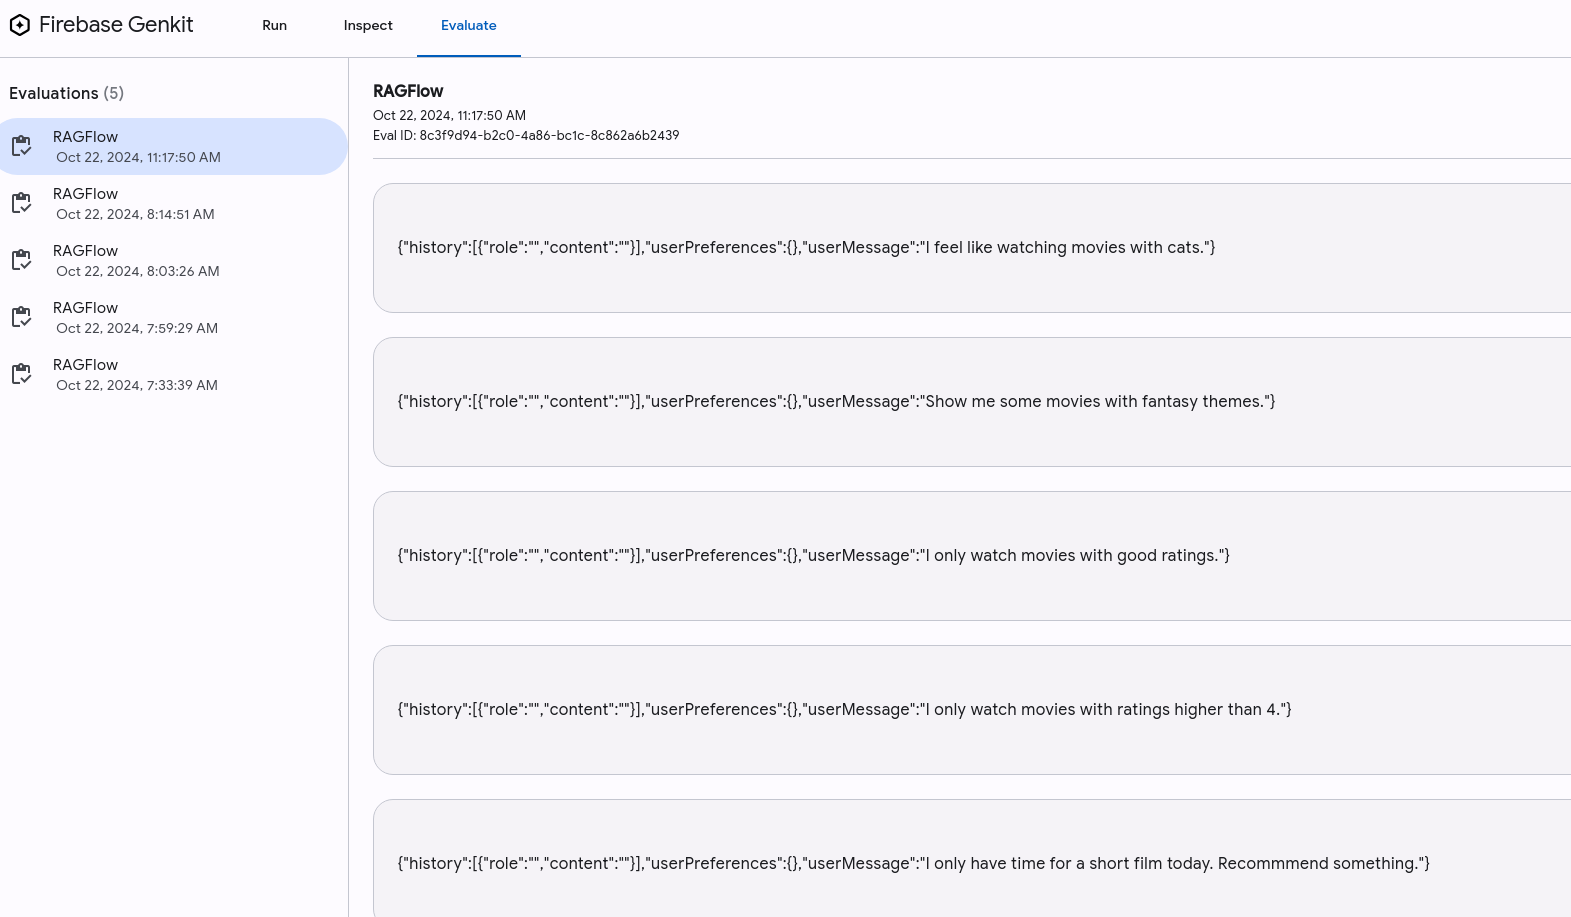 Firebase Genkit
Run
Inspect
Evaluate
Evaluations (5)
RAGFlow
Oct 22, 2024, 11:17:50 AM
RAGFlow
Oct 22, 2024, 8:14:51 AM
RAGFlow
Oct 22, 2024, 8:03:26 AM
RAGFlow
Oct 22, 2024, 7:59:29 AM
RAGFlow
Oct 22, 2024, 7:33:39 AM
RAGFlow
Oct 22, 2024, 11:17:50 AM
Eval ID: 8c3f9d94-b2c0-4a86-bc1c-8c862a6b2439
{"history":[{"role":"","content":""}],"userPreferences":{},"userMessage":"I feel like watching movies with cats."}
{"history":[{"role":"","content":""}],"userPreferences":{},"userMessage":"Show me some movies with fantasy themes."}
{"history":[{"role":"","content":""}],"userPreferences":{},"userMessage":"I only watch movies with good ratings."}
{"history":[{"role":"","content":""}],"userPreferences":{},"userMessage":"I only watch movies with ratings higher than 4."}
{"history":[{"role":"","content":""}],"userPreferences":{},"userMessage":"I only have time for a short film today. Recommmend something."}